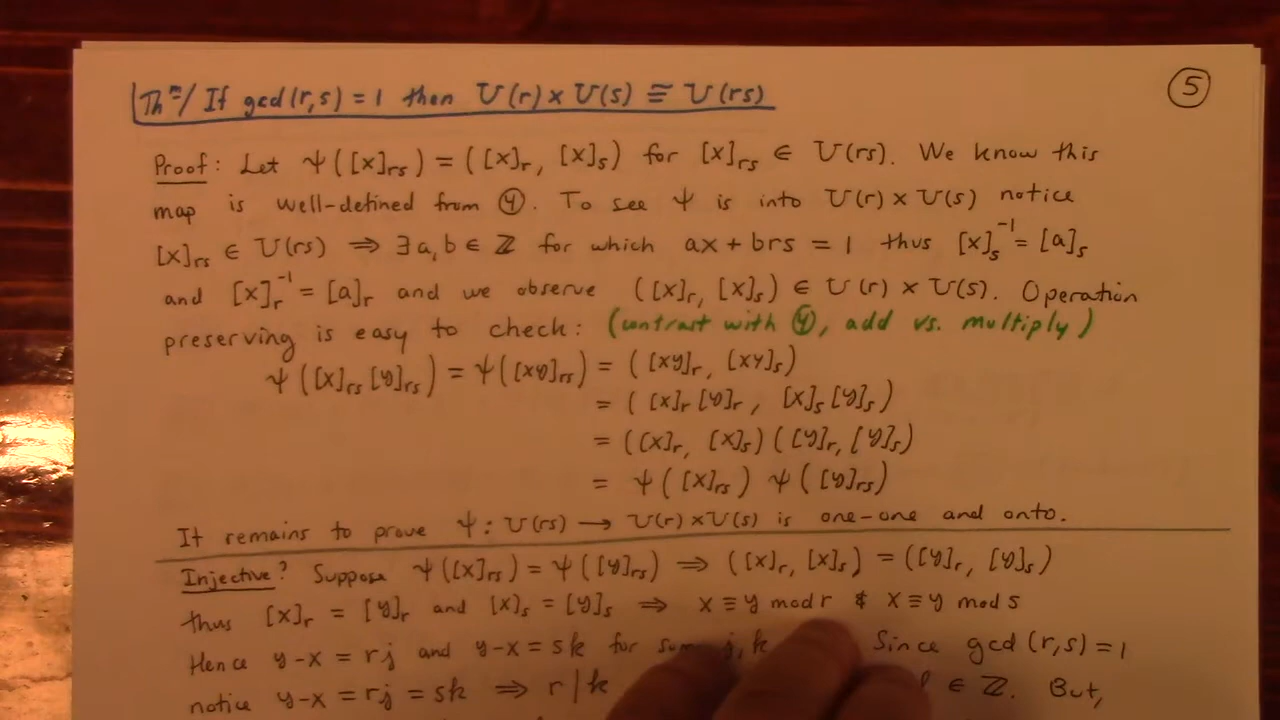 5
Thm/ If gcd(r,s) = 1 then U(r) × U(s) ≅ U(rs)
Proof: Let ψ([x]rs) = ([x]r, [x]s) for [x]rs ∈ U(rs). We know this
map is well-defined from ④. To see ψ is into U(r) × U(s) notice
[x]rs ∈ U(rs) ⇒ ∃ a, b ∈ ℤ for which ax + brs = 1 thus [x]s⁻¹ = [a]s
and [x]r⁻¹ = [a]r and we observe ([x]r, [x]s) ∈ U(r) × U(s). Operation
preserving is easy to check: (contrast with ④, add vs. multiply)
ψ([x]rs [y]rs) = ψ([xy]rs) = ([xy]r, [xy]s)
= ([x]r [y]r, [x]s [y]s)
= ([x]r, [x]s) ([y]r, [y]s)
= ψ([x]rs) ψ([y]rs)
It remains to prove ψ : U(rs) → U(r) × U(s) is one-one and onto.
Injective? Suppose ψ([x]rs) = ψ([y]rs) ⇒ ([x]r, [x]s) = ([y]r, [y]s)
thus [x]r = [y]r and [x]s = [y]s ⇒ x ≡ y mod r & x ≡ y mod s
Hence y-x = rj and y-x = sk for some j, k Since gcd(r,s) = 1
notice y-x = rj = sk ⇒ r | k ∈ ℤ. But,